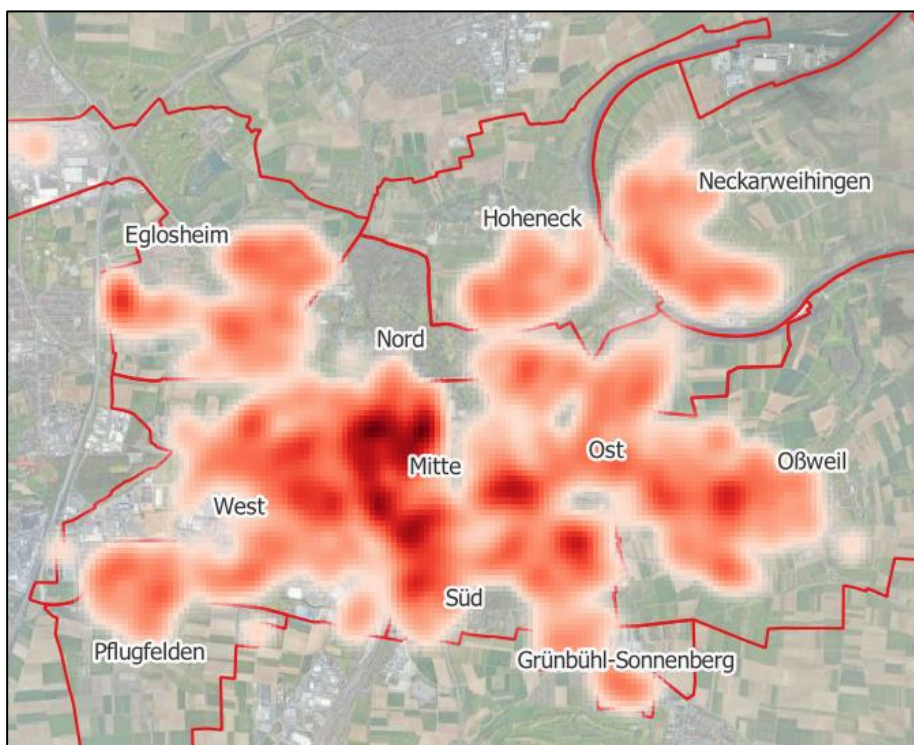 Neckarweihingen
Hoheneck
Eglosheim
Nord
Ost
Oßweil
Mitte
West
Süd
Pflugfelden
Grünbühl-Sonnenberg